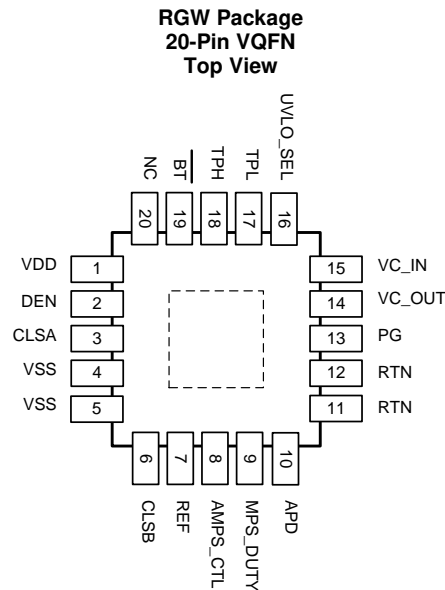 RGW Package
20-Pin VQFN
Top View
NC
BT
TPH
TPL
UVLO_SEL
20
19
18
17
16
VDD 1
DEN 2
CLSA 3
VSS 4
VSS 5
15 VC_IN
14 VC_OUT
13 PG
12 RTN
11 RTN
6
7
8
9
10
CLSB
REF
AMPS_CTL
MPS_DUTY
APD